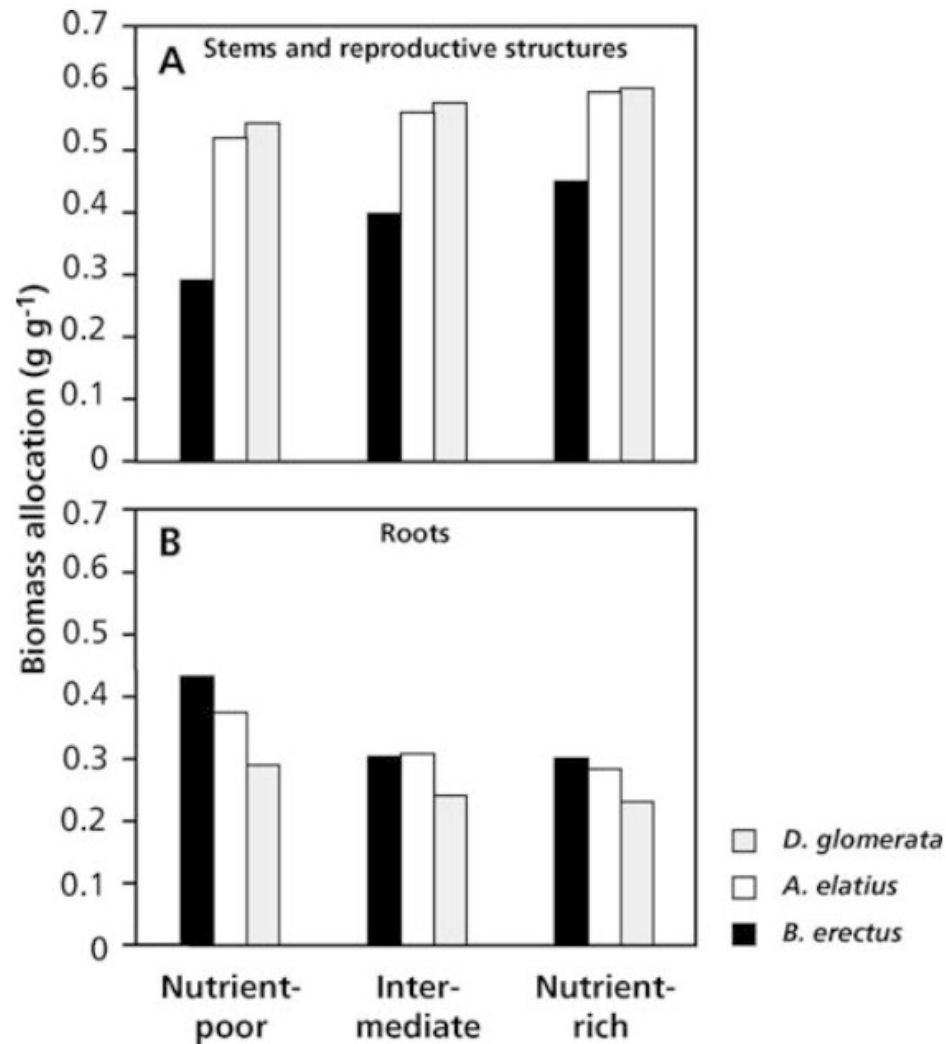 Biomass allocation (g g-1)
A Stems and reproductive structures
0.7
0.6
0.5
0.4
0.3
0.2
0.1
0
B Roots
0.7
0.6
0.5
0.4
0.3
0.2
0.1
0
Nutrient-
poor
Inter-
mediate
Nutrient-
rich
D. glomerata
A. elatius
B. erectus